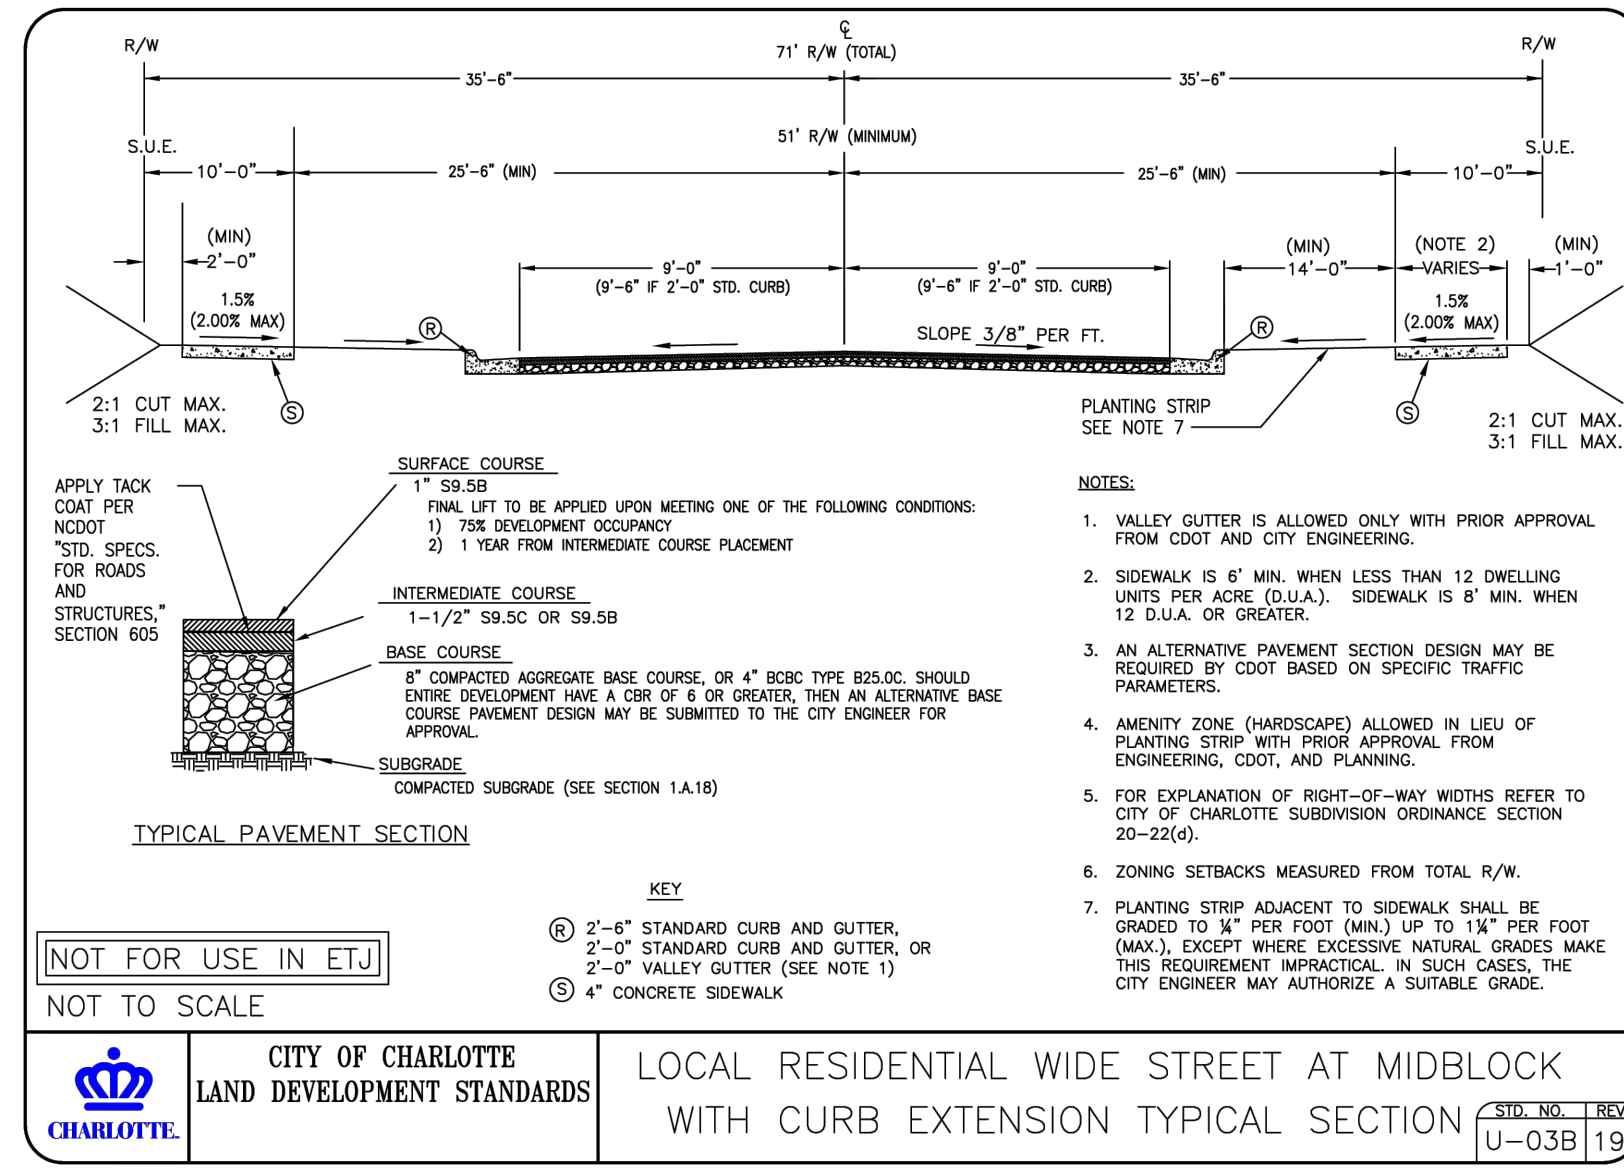 R/W
℄
71' R/W (TOTAL)
R/W
35'-6"
35'-6"
51' R/W (MINIMUM)
S.U.E.
S.U.E.
10'-0"
25'-6" (MIN)
25'-6" (MIN)
10'-0"
(MIN)
2'-0"
9'-0"
(9'-6" IF 2'-0" STD. CURB)
9'-0"
(9'-6" IF 2'-0" STD. CURB)
(MIN)
14'-0"
(NOTE 2)
VARIES
(MIN)
1'-0"
1.5%
(2.00% MAX)
R
SLOPE 3/8" PER FT.
R
1.5%
(2.00% MAX)
2:1 CUT MAX.
3:1 FILL MAX.
S
PLANTING STRIP
SEE NOTE 7
S
2:1 CUT MAX.
3:1 FILL MAX.
APPLY TACK
COAT PER
NCDOT
"STD. SPECS.
FOR ROADS
AND
STRUCTURES,"
SECTION 605
SURFACE COURSE
1" S9.5B
FINAL LIFT TO BE APPLIED UPON MEETING ONE OF THE FOLLOWING CONDITIONS:
1) 75% DEVELOPMENT OCCUPANCY
2) 1 YEAR FROM INTERMEDIATE COURSE PLACEMENT
INTERMEDIATE COURSE
1-1/2" S9.5C OR S9.5B
BASE COURSE
8" COMPACTED AGGREGATE BASE COURSE, OR 4" BCBC TYPE B25.0C. SHOULD
ENTIRE DEVELOPMENT HAVE A CBR OF 6 OR GREATER, THEN AN ALTERNATIVE BASE
COURSE PAVEMENT DESIGN MAY BE SUBMITTED TO THE CITY ENGINEER FOR
APPROVAL.
SUBGRADE
COMPACTED SUBGRADE (SEE SECTION 1.A.18)
TYPICAL PAVEMENT SECTION
NOTES:
1. VALLEY GUTTER IS ALLOWED ONLY WITH PRIOR APPROVAL
FROM CDOT AND CITY ENGINEERING.
2. SIDEWALK IS 6' MIN. WHEN LESS THAN 12 DWELLING
UNITS PER ACRE (D.U.A.). SIDEWALK IS 8' MIN. WHEN
12 D.U.A. OR GREATER.
3. AN ALTERNATIVE PAVEMENT SECTION DESIGN MAY BE
REQUIRED BY CDOT BASED ON SPECIFIC TRAFFIC
PARAMETERS.
4. AMENITY ZONE (HARDSCAPE) ALLOWED IN LIEU OF
PLANTING STRIP WITH PRIOR APPROVAL FROM
ENGINEERING, CDOT, AND PLANNING.
5. FOR EXPLANATION OF RIGHT-OF-WAY WIDTHS REFER TO
CITY OF CHARLOTTE SUBDIVISION ORDINANCE SECTION
20-22(d).
6. ZONING SETBACKS MEASURED FROM TOTAL R/W.
7. PLANTING STRIP ADJACENT TO SIDEWALK SHALL BE
GRADED TO ¼" PER FOOT (MIN.) UP TO 1¼" PER FOOT
(MAX.), EXCEPT WHERE EXCESSIVE NATURAL GRADES MAKE
THIS REQUIREMENT IMPRACTICAL. IN SUCH CASES, THE
CITY ENGINEER MAY AUTHORIZE A SUITABLE GRADE.
KEY
R 2'-6" STANDARD CURB AND GUTTER,
2'-0" STANDARD CURB AND GUTTER, OR
2'-0" VALLEY GUTTER (SEE NOTE 1)
S 4" CONCRETE SIDEWALK
NOT FOR USE IN ETJ
NOT TO SCALE
CHARLOTTE.
CITY OF CHARLOTTE
LAND DEVELOPMENT STANDARDS
LOCAL RESIDENTIAL WIDE STREET AT MIDBLOCK
WITH CURB EXTENSION TYPICAL SECTION
STD. NO. REV
U-03B 19